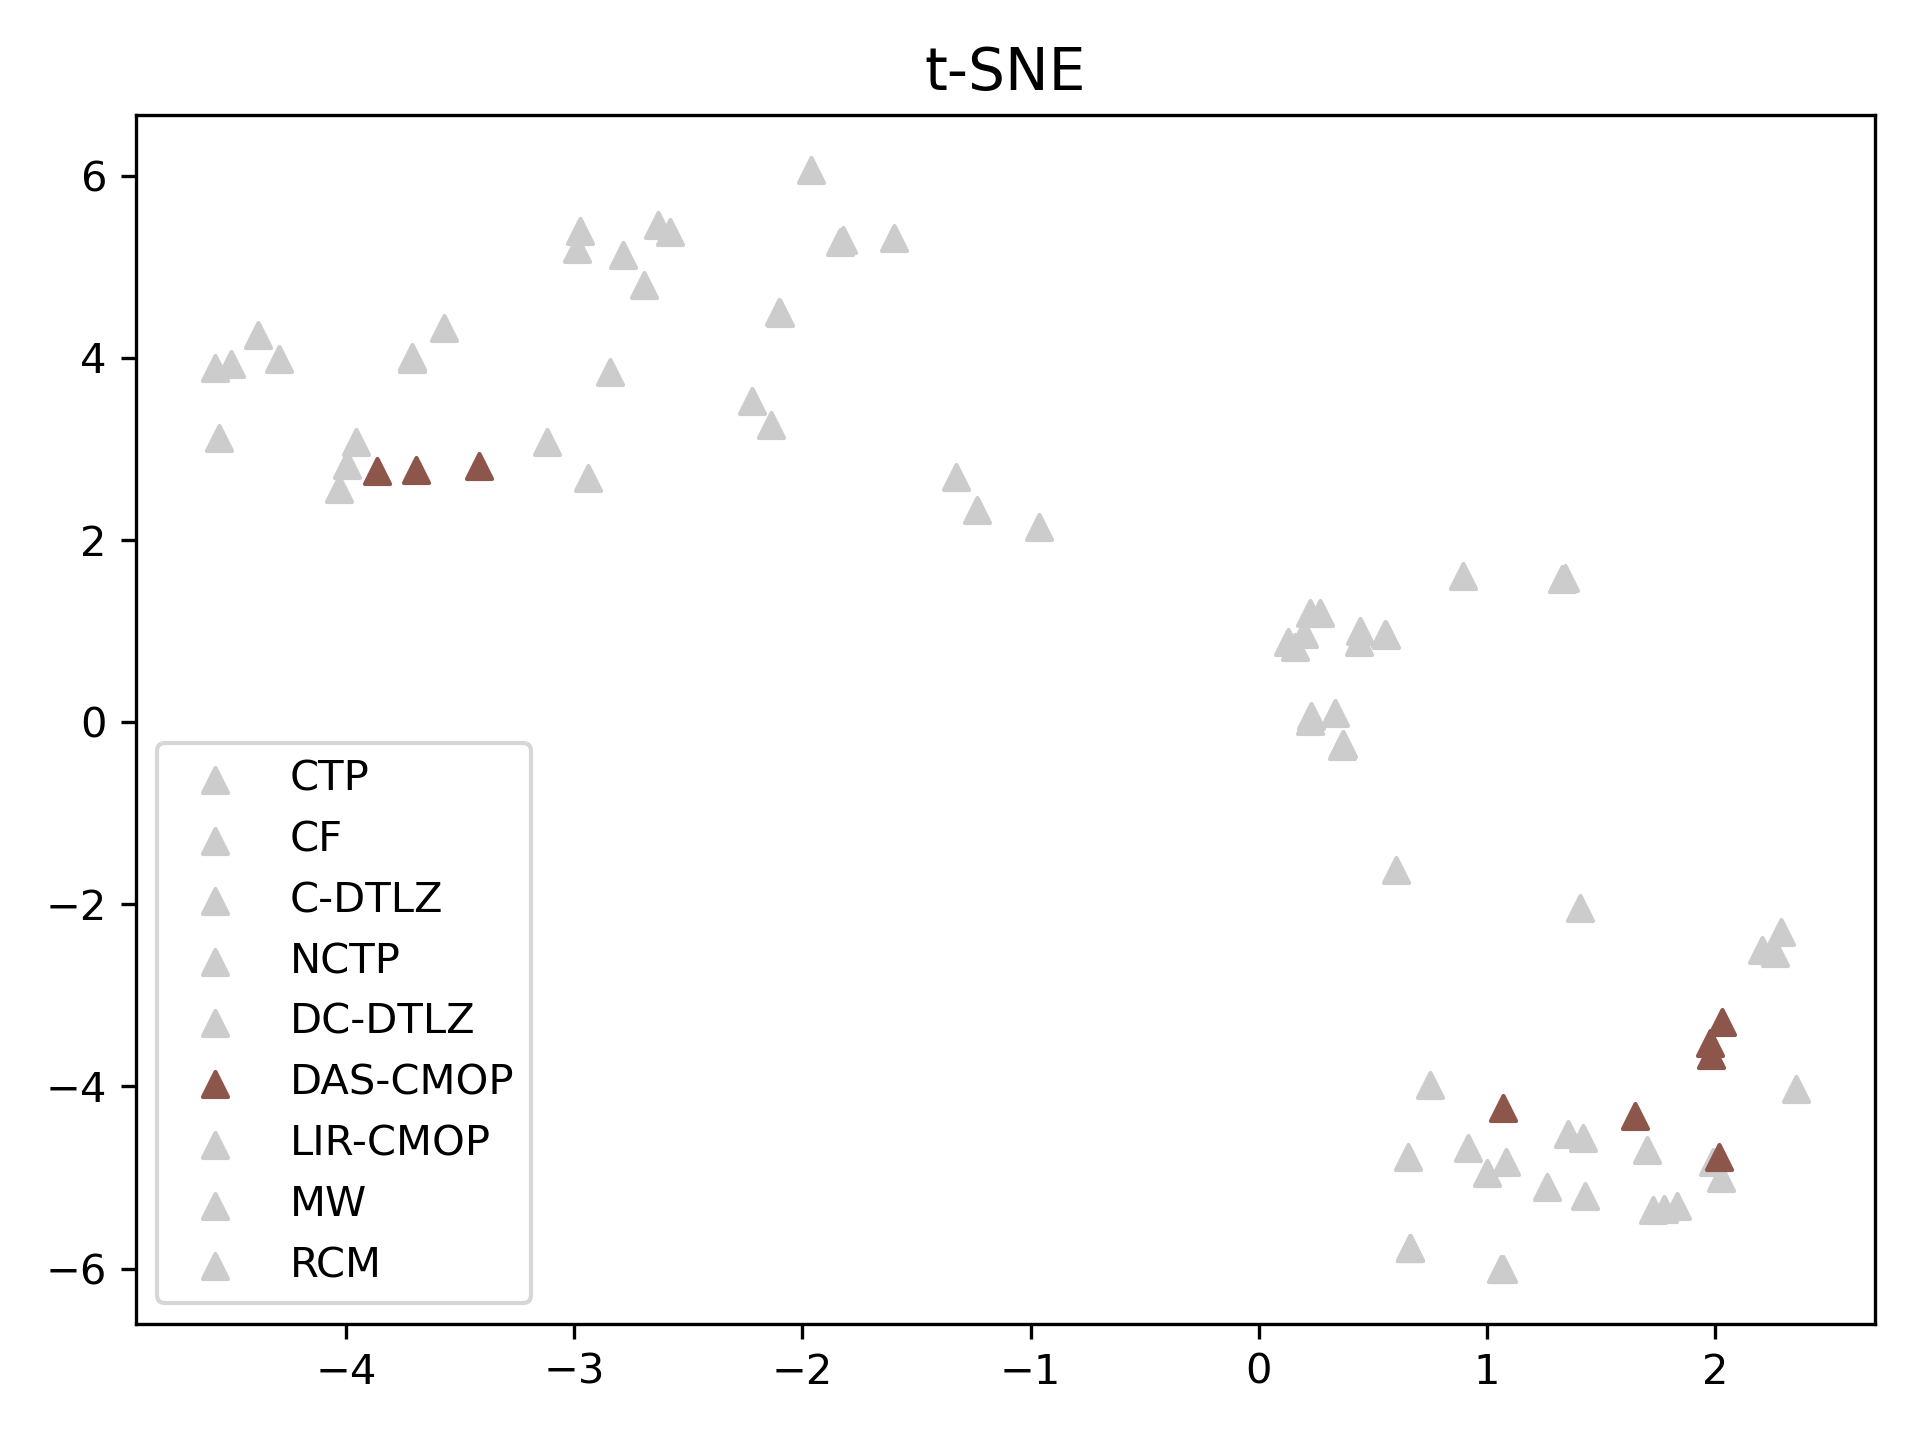 t-SNE
6
4
2
0
−2
−4
−6
CTP
CF
C-DTLZ
NCTP
DC-DTLZ
DAS-CMOP
LIR-CMOP
MW
RCM
−4 −3 −2 −1 0 1 2